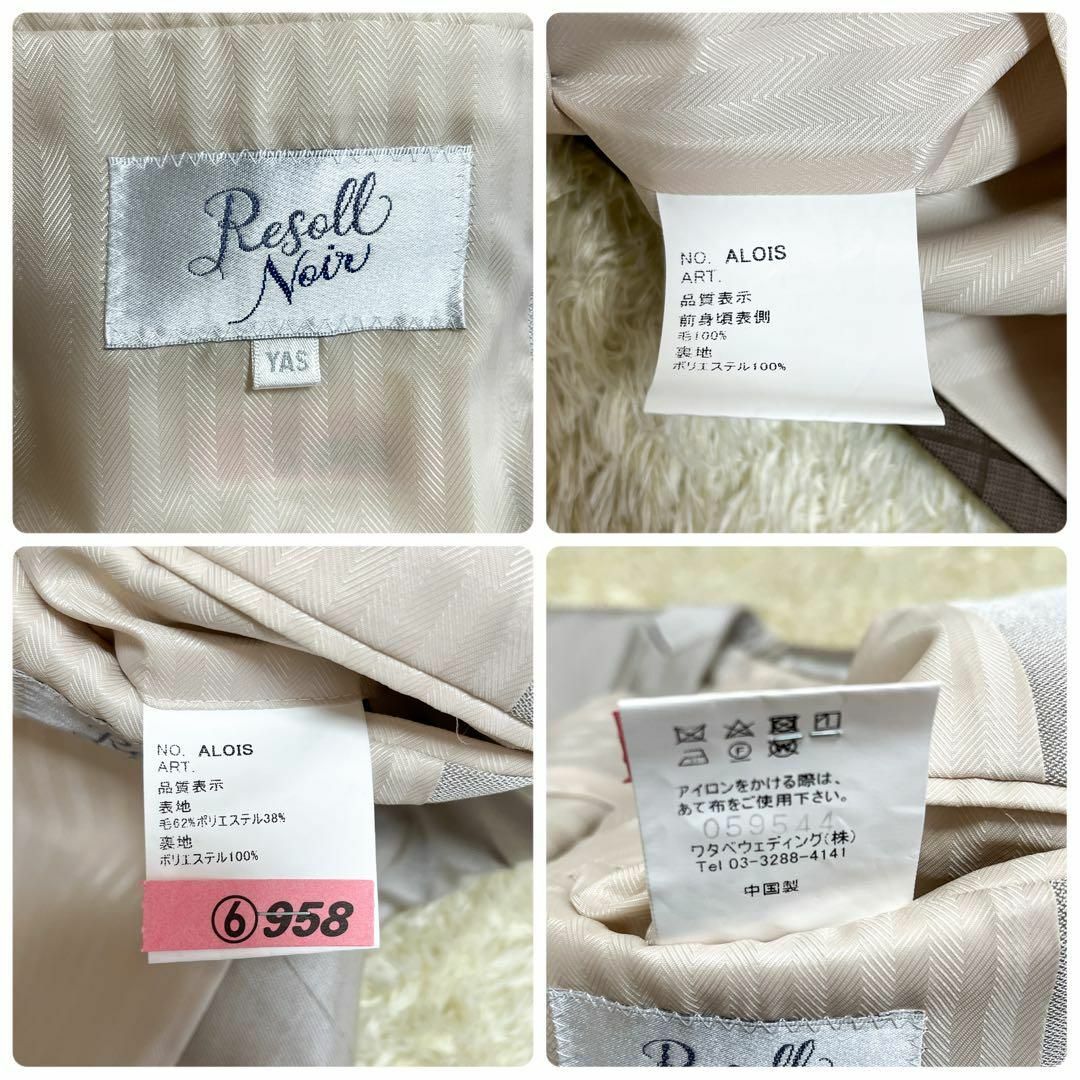 Resoll
Noir
YAS
NO. ALOIS
ART.
品質表示
前身頃表側
毛100%
裏地
ポリエステル100%
NO. ALOIS
ART.
品質表示
表地
毛62%ポリエステル38%
裏地
ポリエステル100%
⑥958
アイロンをかける際は、
あて布をご使用下さい。
059544
ワタベウェディング(株)
Tel 03-3288-4141
中国製
Resoll